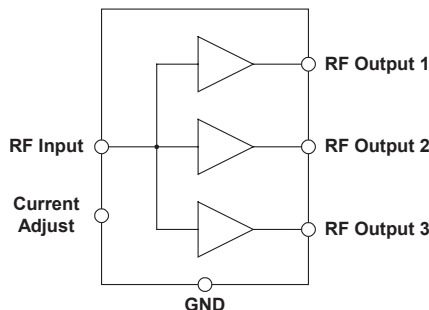 RF Output 1
RF Input
RF Output 2
Current
Adjust
RF Output 3
GND